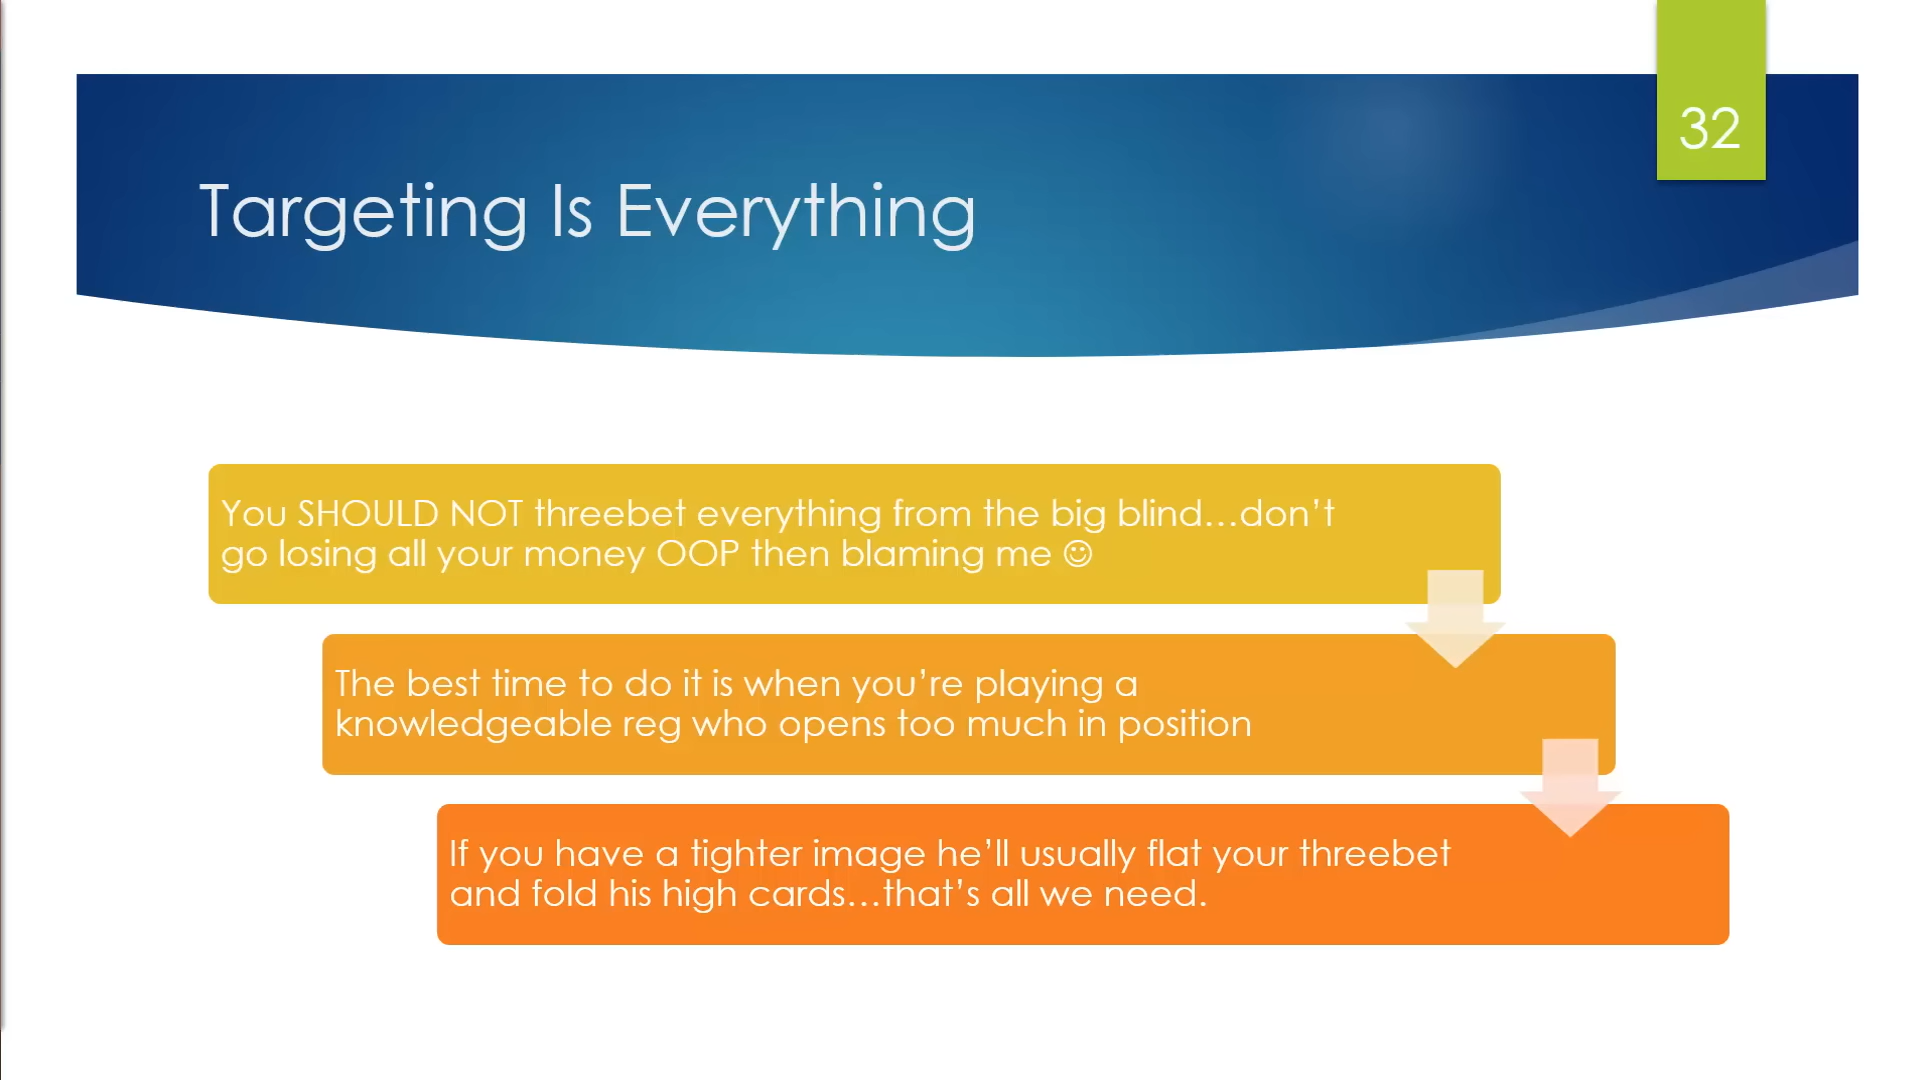 32
Targeting Is Everything
You SHOULD NOT threebet everything from the big blind...don't
go losing all your money OOP then blaming me ☺
The best time to do it is when you're playing a
knowledgeable reg who opens too much in position
If you have a tighter image he'll usually flat your threebet
and fold his high cards...that's all we need.